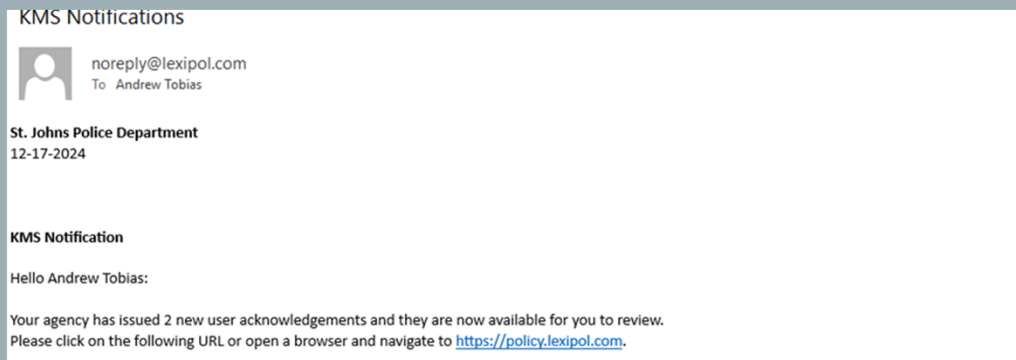 KMS Notifications
noreply@lexipol.com
To Andrew Tobias
St. Johns Police Department
12-17-2024
KMS Notification
Hello Andrew Tobias:
Your agency has issued 2 new user acknowledgements and they are now available for you to review.
Please click on the following URL or open a browser and navigate to https://policy.lexipol.com.